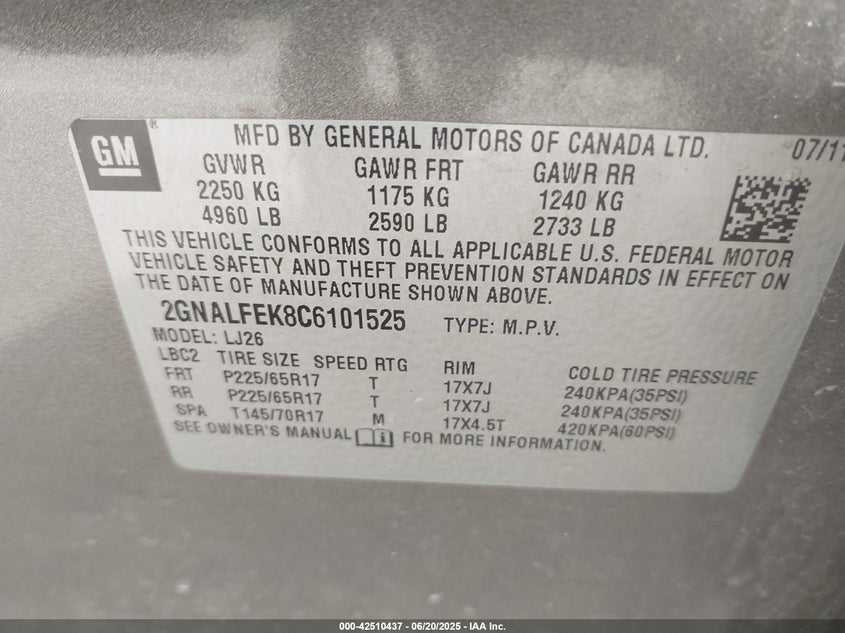 GM ® MFD BY GENERAL MOTORS OF CANADA LTD. 07/11
GVWR GAWR FRT GAWR RR
2250 KG 1175 KG 1240 KG
4960 LB 2590 LB 2733 LB
THIS VEHICLE CONFORMS TO ALL APPLICABLE U.S. FEDERAL MOTOR
VEHICLE SAFETY AND THEFT PREVENTION STANDARDS IN EFFECT ON
THE DATE OF MANUFACTURE SHOWN ABOVE.
2GNALFEK8C6101525 TYPE: M.P.V.
MODEL: LJ26
LBC2 TIRE SIZE SPEED RTG RIM COLD TIRE PRESSURE
FRT P225/65R17 T 17X7J 240KPA(35PSI)
RR P225/65R17 T 17X7J 240KPA(35PSI)
SPA T145/70R17 M 17X4.5T 420KPA(60PSI)
SEE OWNER'S MANUAL FOR MORE INFORMATION.
000-42510437 - 06/20/2025 - IAA Inc.